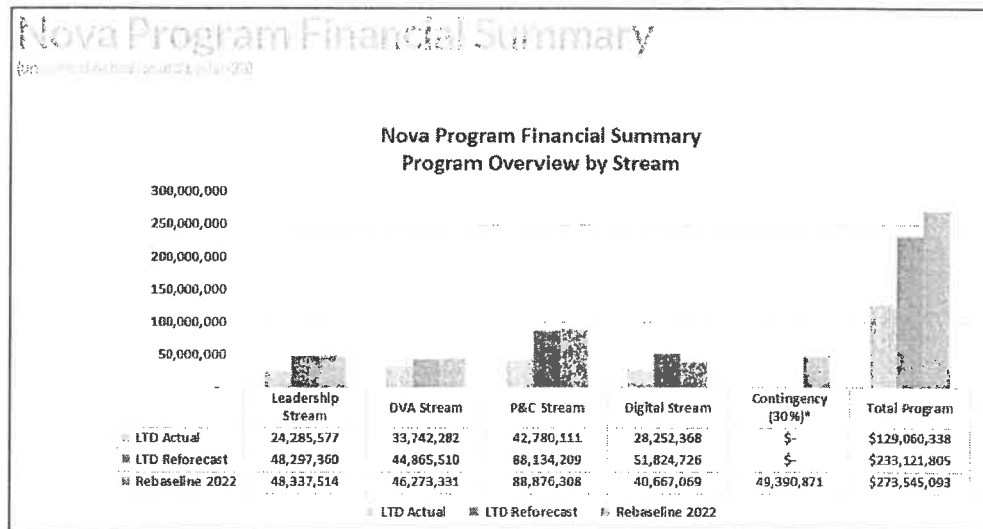 Nova Program Financial Summary
Nova Program Financial Summary
Program Overview by Stream
300,000,000
250,000,000
200,000,000
150,000,000
100,000,000
50,000,000
-
Leadership Stream DVA Stream P&C Stream Digital Stream Contingency (30%)* Total Program
LTD Actual 24,285,577 33,742,282 42,780,111 28,252,368 $- $129,060,338
LTD Reforecast 48,297,360 44,865,510 88,134,209 51,824,726 $- $233,121,805
Rebaseline 2022 48,337,514 46,273,331 88,876,308 40,667,069 49,390,871 $273,545,093
LTD Actual LTD Reforecast Rebaseline 2022